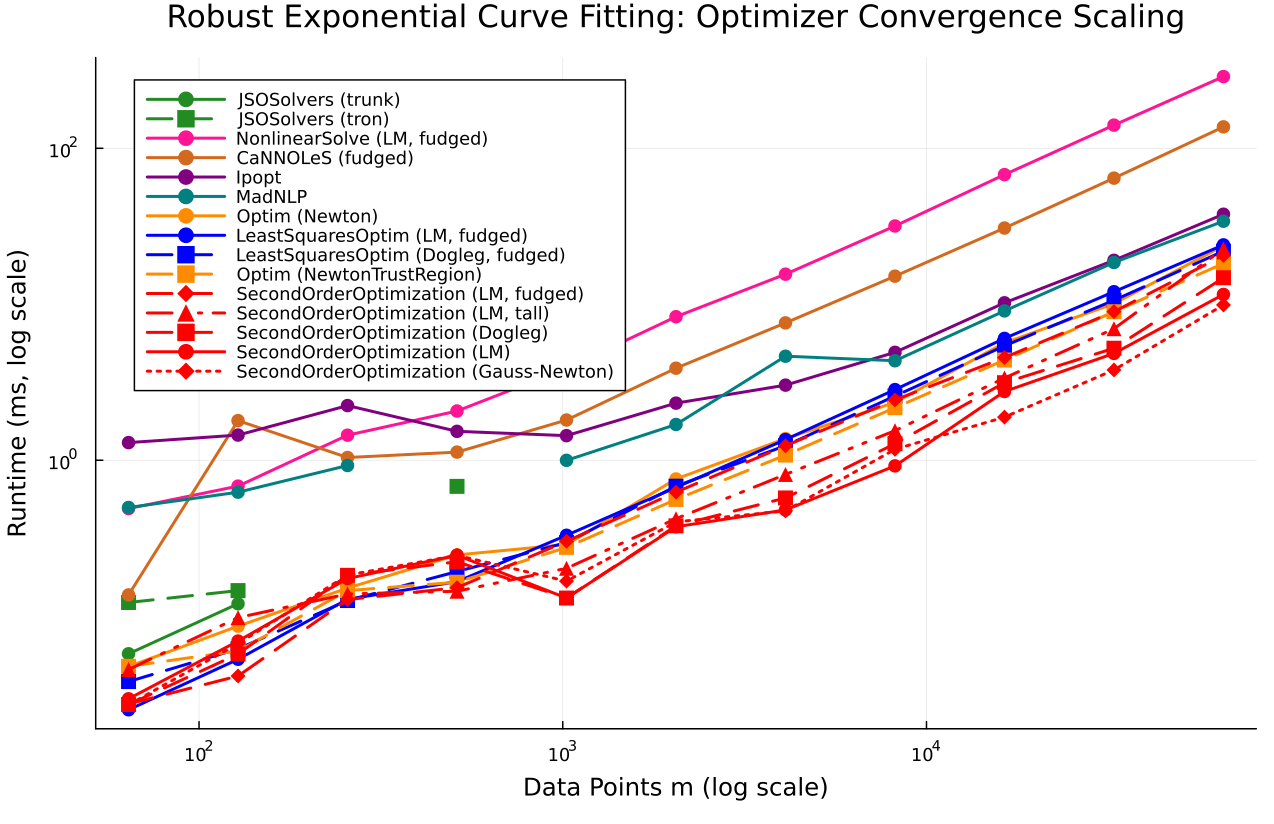 Robust Exponential Curve Fitting: Optimizer Convergence Scaling
JSOSolvers (trunk)
JSOSolvers (tron)
NonlinearSolve (LM, fudged)
CaNNOLeS (fudged)
Ipopt
MadNLP
Optim (Newton)
LeastSquaresOptim (LM, fudged)
LeastSquaresOptim (Dogleg, fudged)
Optim (NewtonTrustRegion)
SecondOrderOptimization (LM, fudged)
SecondOrderOptimization (LM, tall)
SecondOrderOptimization (Dogleg)
SecondOrderOptimization (LM)
SecondOrderOptimization (Gauss-Newton)
Runtime (ms, log scale)
10²
10⁰
10² 10³ 10⁴
Data Points m (log scale)